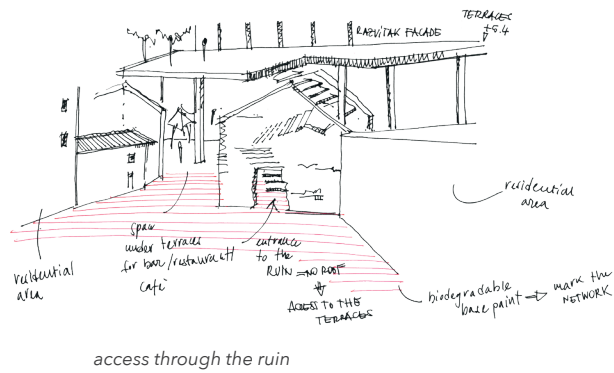 TERRACES
+5.4
RAZVITAK FACADE
residential
area
space
under terraces
for bar/restaurant
café
entrance
to the
RUIN = NO ROOF
ACCESS TO THE
TERRACES
residential
area
biodegradable
base paint ⇒ mark the
NETWORK
access through the ruin